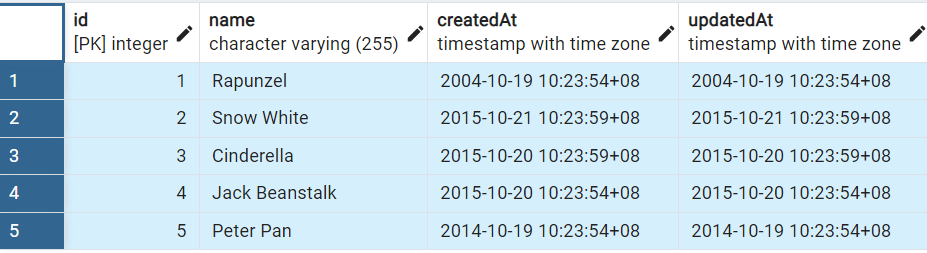 id name createdAt updatedAt
[PK] integer character varying (255) timestamp with time zone timestamp with time zone
1 1 Rapunzel 2004-10-19 10:23:54+08 2004-10-19 10:23:54+08
2 2 Snow White 2015-10-21 10:23:59+08 2015-10-21 10:23:59+08
3 3 Cinderella 2015-10-20 10:23:59+08 2015-10-20 10:23:59+08
4 4 Jack Beanstalk 2015-10-20 10:23:54+08 2015-10-20 10:23:54+08
5 5 Peter Pan 2014-10-19 10:23:54+08 2014-10-19 10:23:54+08